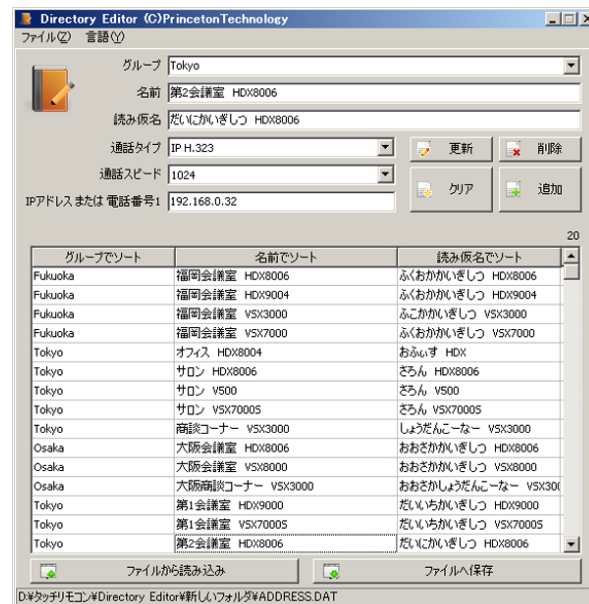 Directory Editor (C)PrincetonTechnology
ファイル(Z) 言語(Y)
グループ Tokyo
名前 第2会議室 HDX8006
読み仮名 だいにかいぎしつ HDX8006
通話タイプ IP H.323
更新 削除
通話スピード 1024
クリア 追加
IPアドレス または 電話番号1 192.168.0.32
20
グループでソート 名前でソート 読み仮名でソート
Fukuoka 福岡会議室 HDX8006 ふくおかかいぎしつ HDX8006
Fukuoka 福岡会議室 HDX9004 ふくおかかいぎしつ HDX9004
Fukuoka 福岡会議室 VSX3000 ふこかかいぎしつ VSX3000
Fukuoka 福岡会議室 VSX7000 ふくおかかいぎしつ VSX7000
Tokyo オフィス HDX8004 おふぃす HDX
Tokyo サロン HDX8006 さろん HDX8006
Tokyo サロン V500 さろん V500
Tokyo サロン VSX7000S さろん VSX7000S
Tokyo 商談コーナー VSX3000 しょうだんこーなー VSX3000
Osaka 大阪会議室 HDX8006 おおさかかいぎしつ HDX8006
Osaka 大阪会議室 VSX8000 おおさかかいぎしつ VSX8000
Osaka 大阪商談コーナー VSX3000 おおさかしょうだんこーなー VSX30(
Tokyo 第1会議室 HDX9000 だいいちかいぎしつ HDX9000
Tokyo 第1会議室 VSX7000S だいいちかいぎしつ VSX7000S
Tokyo 第2会議室 HDX8006 だいにかいぎしつ HDX8006
ファイルから読み込み ファイルへ保存
D:¥タッチリモコン¥Directory Editor¥新しいフォルダ¥ADDRESS.DAT